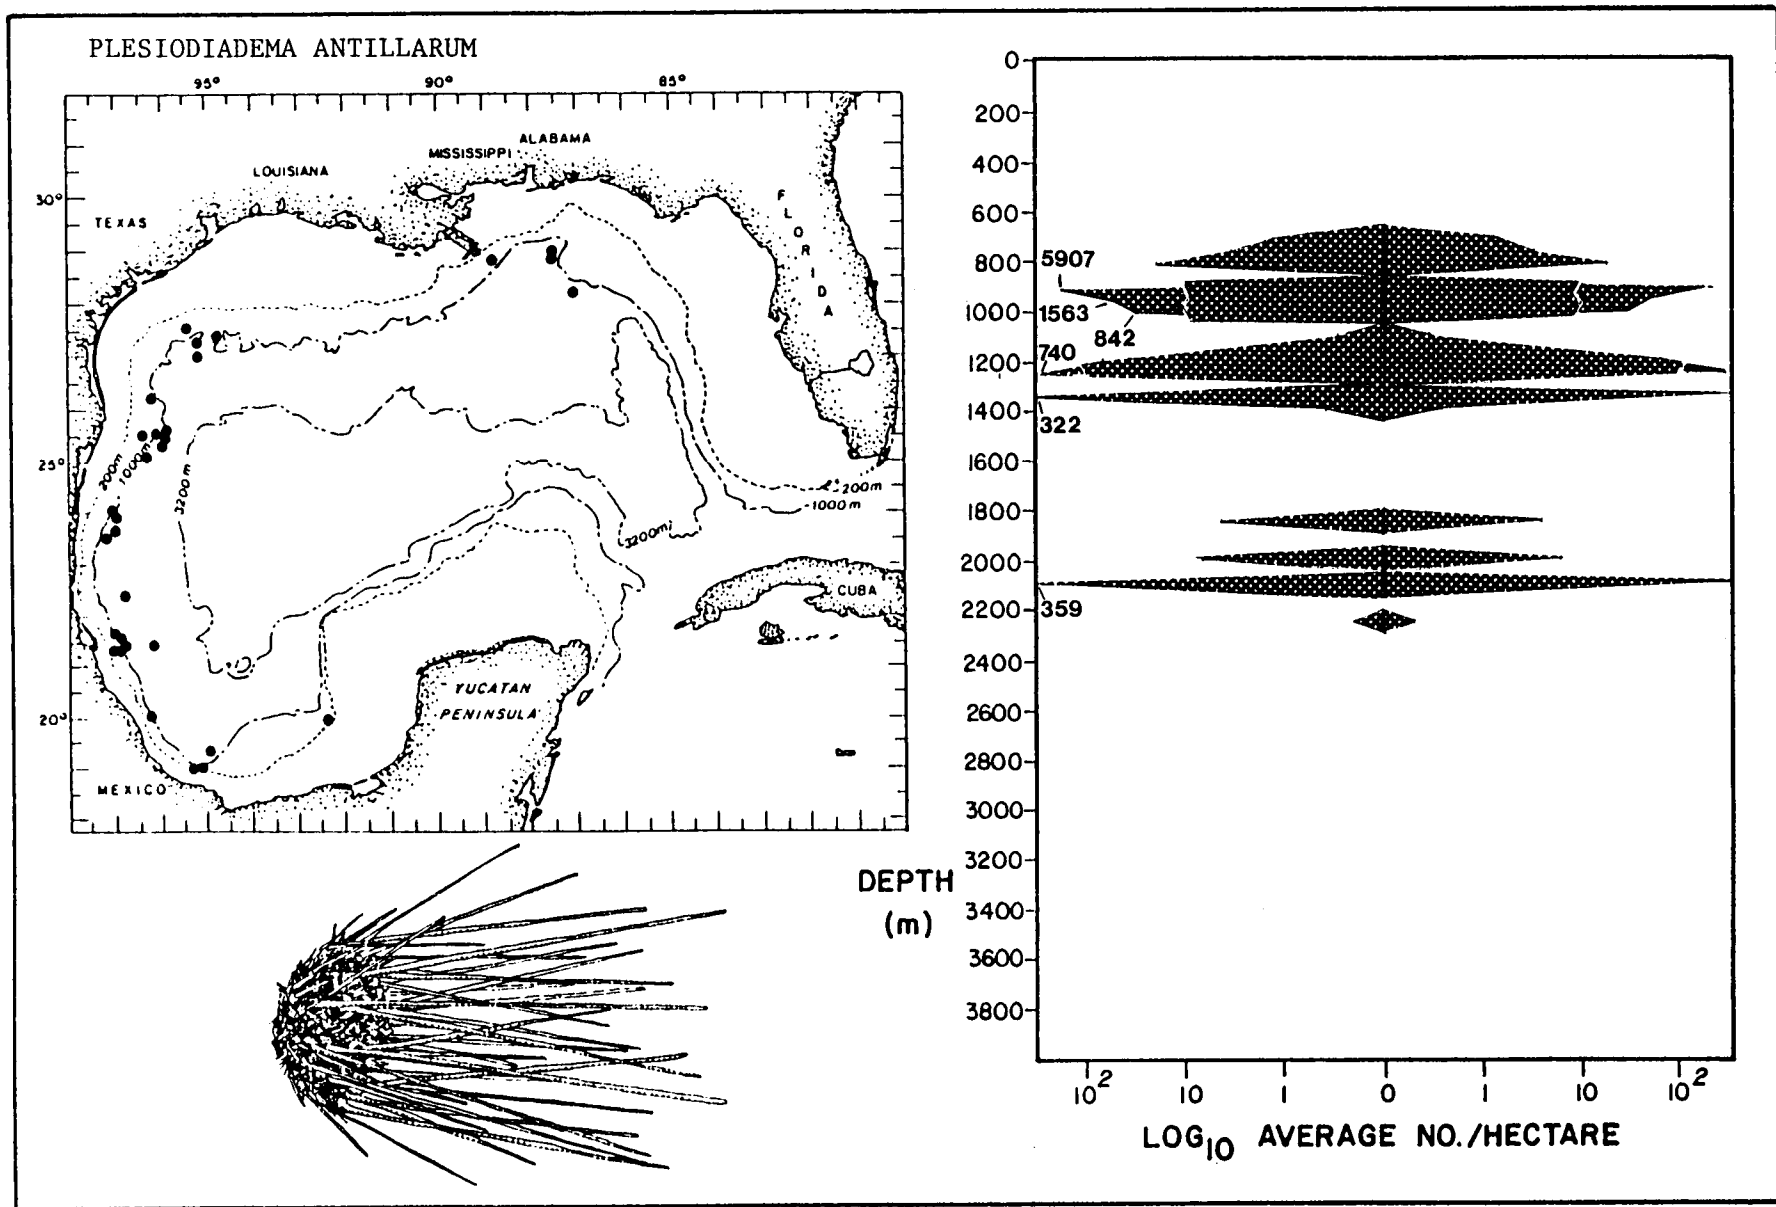 PLESIODIADEMA ANTILLARUM
95° 90° 85°
ALABAMA
MISSISSIPPI
LOUISIANA
30°
TEXAS
FLORIDA
25°
200m
1000m
3200m
200m
1000m
3200m
CUBA
YUCATAN
PENINSULA
20°
MEXICO
DEPTH
(m)
0
200
400
600
800
1000
1200
1400
1600
1800
2000
2200
2400
2600
2800
3000
3200
3400
3600
3800
5907
1563
842
740
322
359
10² 10 1 0 1 10 10²
LOG₁₀ AVERAGE NO./HECTARE